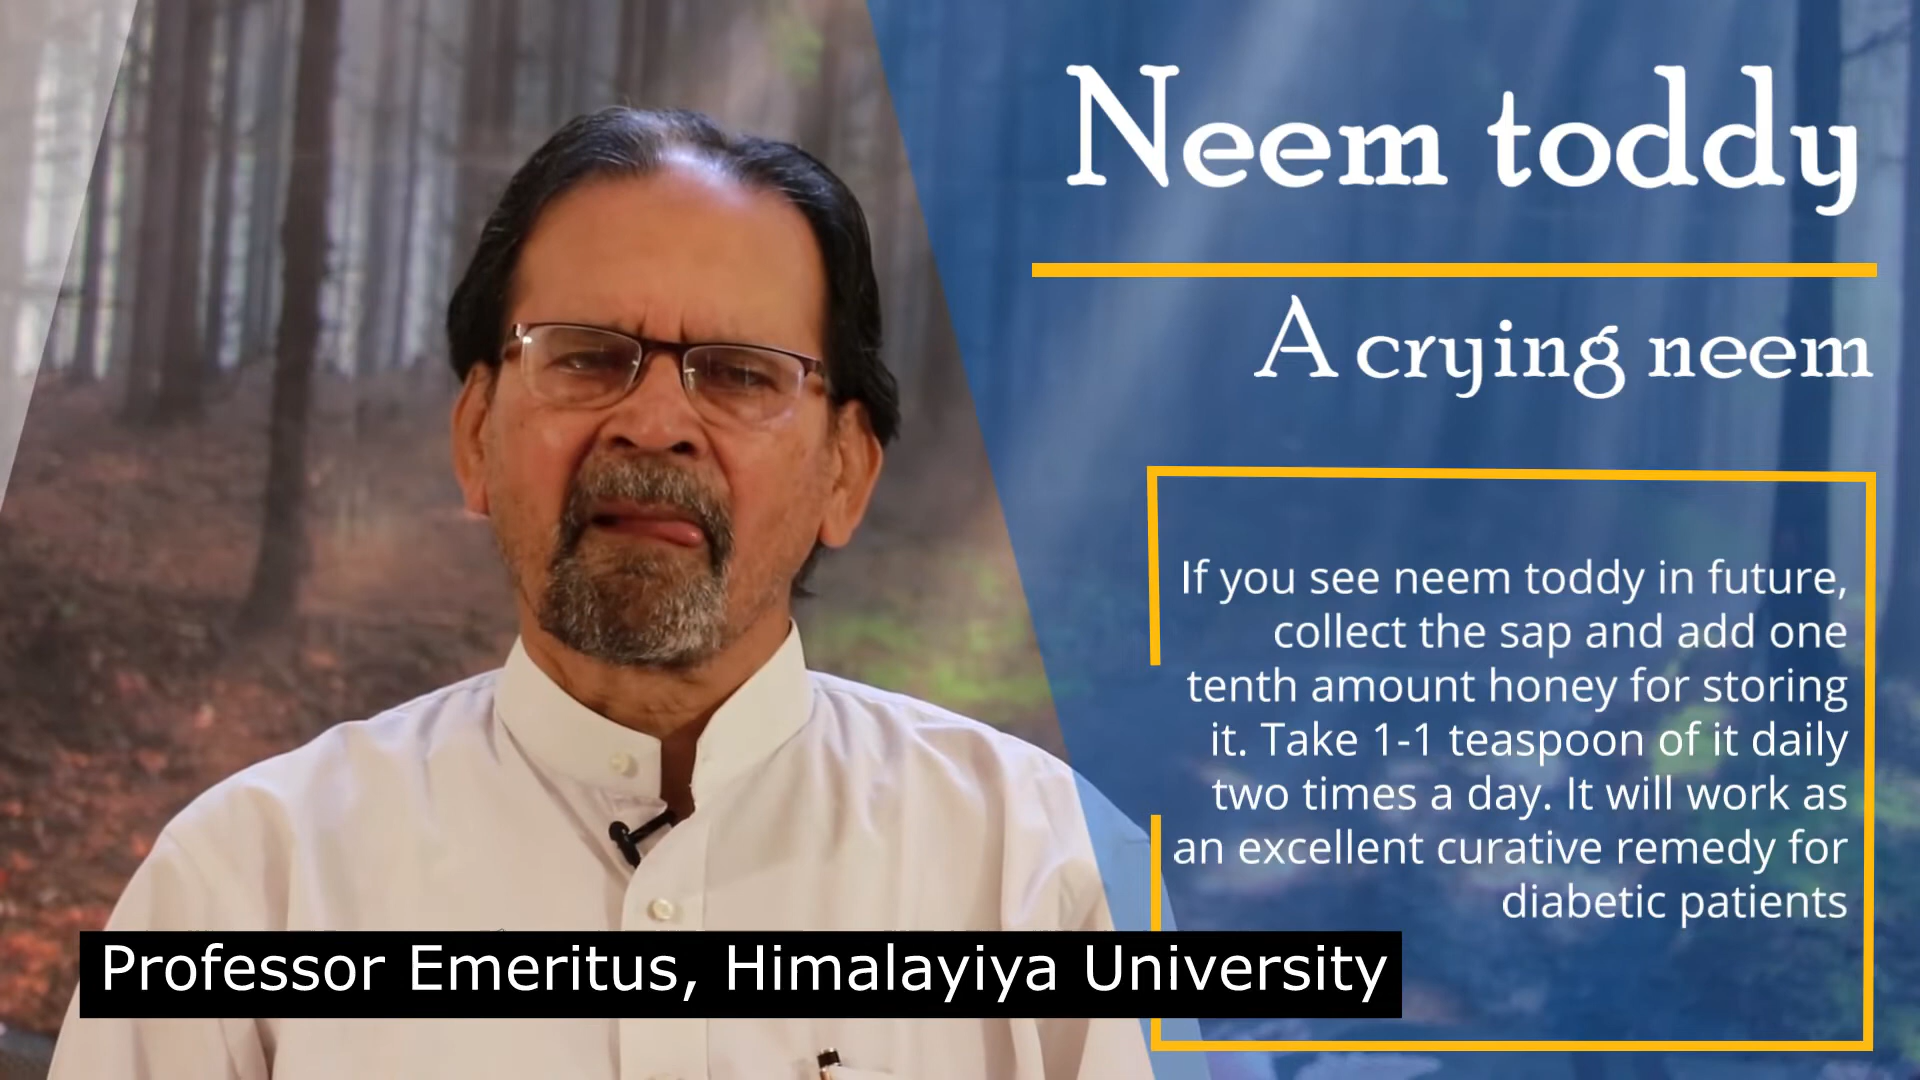 Neem toddy
A crying neem
If you see neem toddy in future,
collect the sap and add one
tenth amount honey for storing
it. Take 1-1 teaspoon of it daily
two times a day. It will work as
an excellent curative remedy for
diabetic patients
Professor Emeritus, Himalayiya University